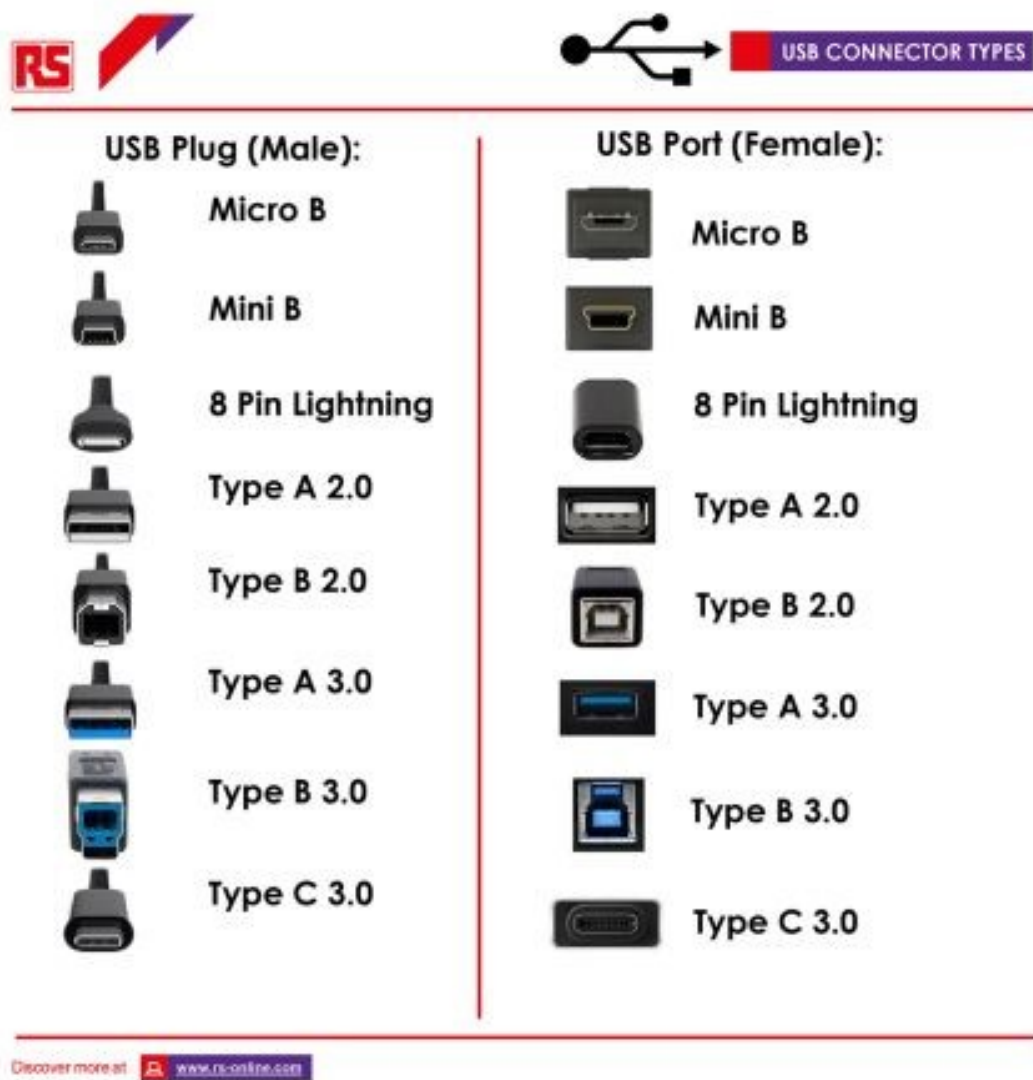 RS
USB CONNECTOR TYPES
USB Plug (Male):
Micro B
Mini B
8 Pin Lightning
Type A 2.0
Type B 2.0
Type A 3.0
Type B 3.0
Type C 3.0
USB Port (Female):
Micro B
Mini B
8 Pin Lightning
Type A 2.0
Type B 2.0
Type A 3.0
Type B 3.0
Type C 3.0
Discover more at www.rs-online.com